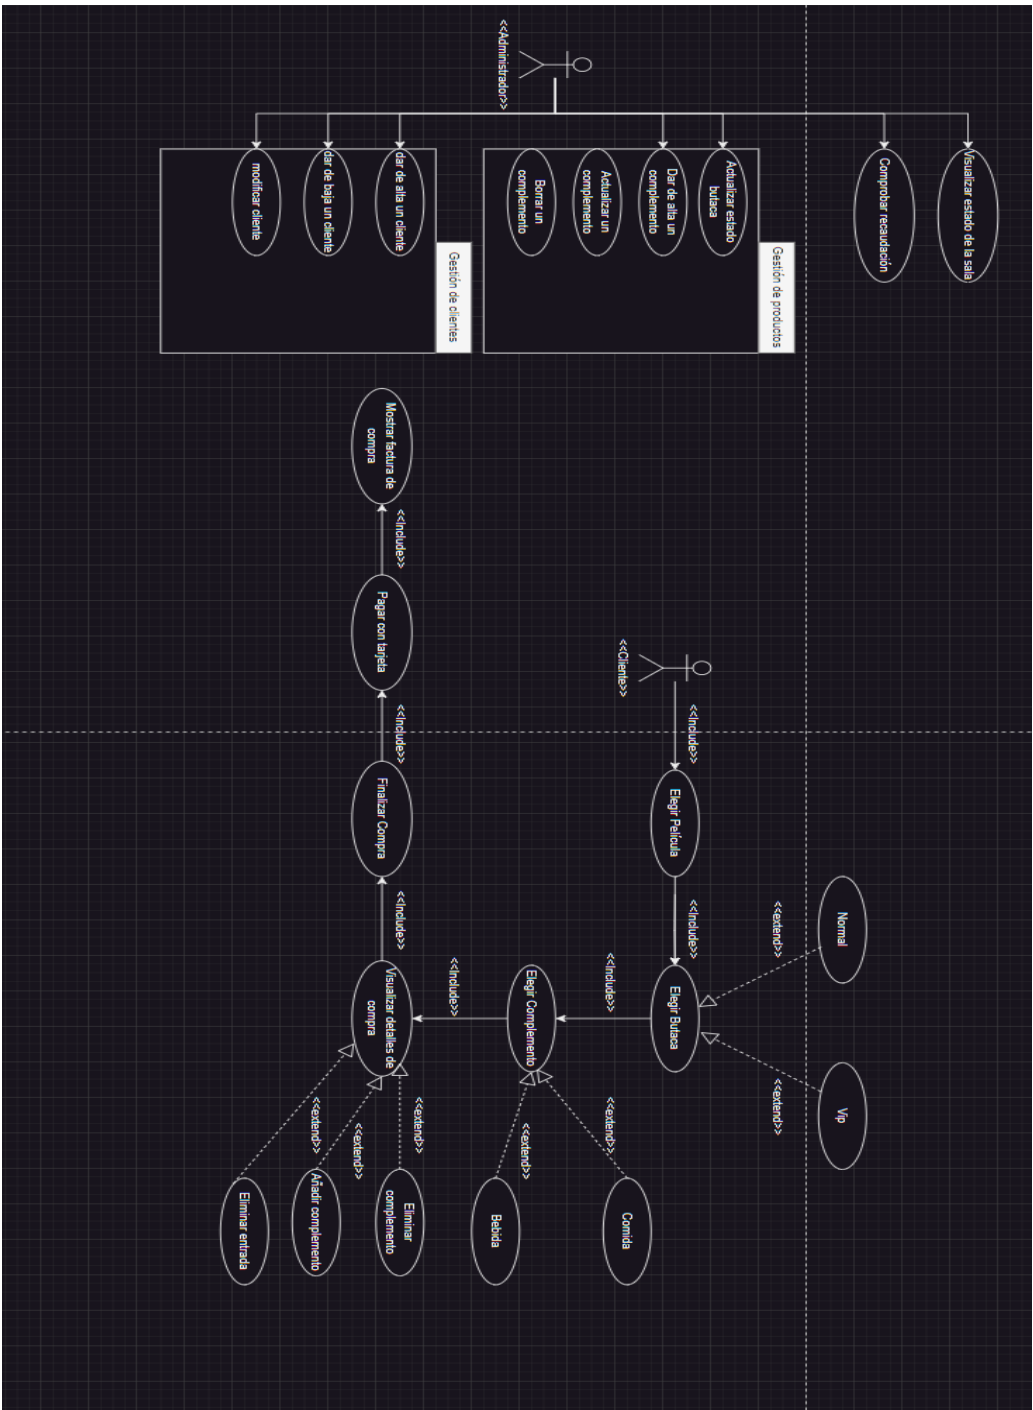 <<Administrador>>
Visualizar estado de la sala
Comprobar recaudación
Gestión de productos
Actualizar estado
butaca
Dar de alta un
complemento
Actualizar un
complemento
Borrar un
complemento
Gestión de clientes
dar de alta un cliente
dar de baja un cliente
modificar cliente
<<Cliente>>
<<Include>>
Elegir Película
<<Include>>
Elegir Butaca
Normal
<<extend>>
Vip
<<extend>>
<<Include>>
Elegir Complemento
Comida
<<extend>>
Bebida
<<extend>>
<<Include>>
Visualizar detalles de
compra
<<extend>>
Eliminar
complemento
<<extend>>
Añadir complemento
<<extend>>
Eliminar entrada
<<Include>>
Finalizar Compra
<<Include>>
Pagar con tarjeta
<<Include>>
Mostrar factura de
compra